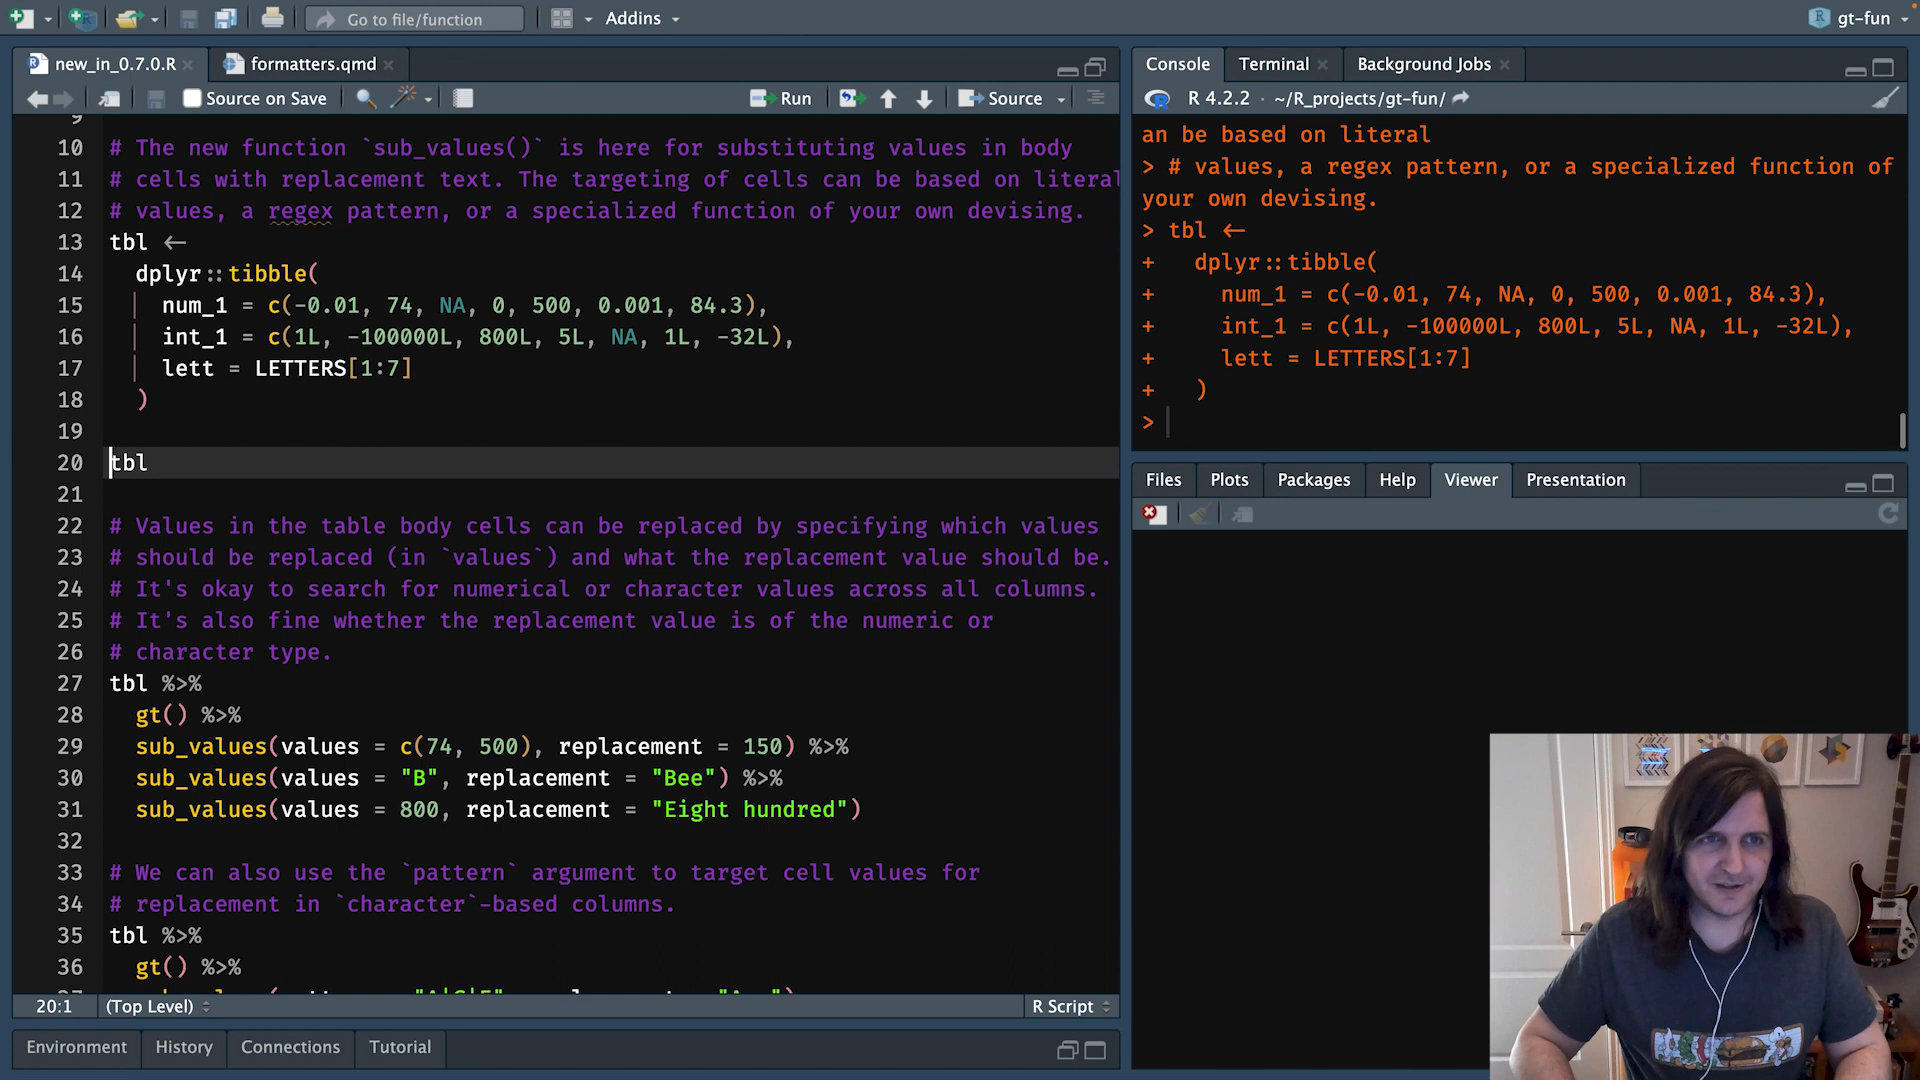 Go to file/function
Addins
gt-fun
new_in_0.7.0.R
formatters.qmd
Source on Save
Run
Source
9
10 # The new function `sub_values()` is here for substituting values in body
11 # cells with replacement text. The targeting of cells can be based on literal
12 # values, a regex pattern, or a specialized function of your own devising.
13 tbl <-
14 dplyr::tibble(
15 num_1 = c(-0.01, 74, NA, 0, 500, 0.001, 84.3),
16 int_1 = c(1L, -100000L, 800L, 5L, NA, 1L, -32L),
17 lett = LETTERS[1:7]
18 )
19
20 tbl
21
22 # Values in the table body cells can be replaced by specifying which values
23 # should be replaced (in `values`) and what the replacement value should be.
24 # It's okay to search for numerical or character values across all columns.
25 # It's also fine whether the replacement value is of the numeric or
26 # character type.
27 tbl %>%
28 gt() %>%
29 sub_values(values = c(74, 500), replacement = 150) %>%
30 sub_values(values = "B", replacement = "Bee") %>%
31 sub_values(values = 800, replacement = "Eight hundred")
32
33 # We can also use the `pattern` argument to target cell values for
34 # replacement in `character`-based columns.
35 tbl %>%
36 gt() %>%
20:1
(Top Level)
R Script
Environment
History
Connections
Tutorial
Console
Terminal
Background Jobs
R 4.2.2 · ~/R_projects/gt-fun/
an be based on literal
> # values, a regex pattern, or a specialized function of
your own devising.
> tbl <-
+ dplyr::tibble(
+ num_1 = c(-0.01, 74, NA, 0, 500, 0.001, 84.3),
+ int_1 = c(1L, -100000L, 800L, 5L, NA, 1L, -32L),
+ lett = LETTERS[1:7]
+ )
>
Files
Plots
Packages
Help
Viewer
Presentation